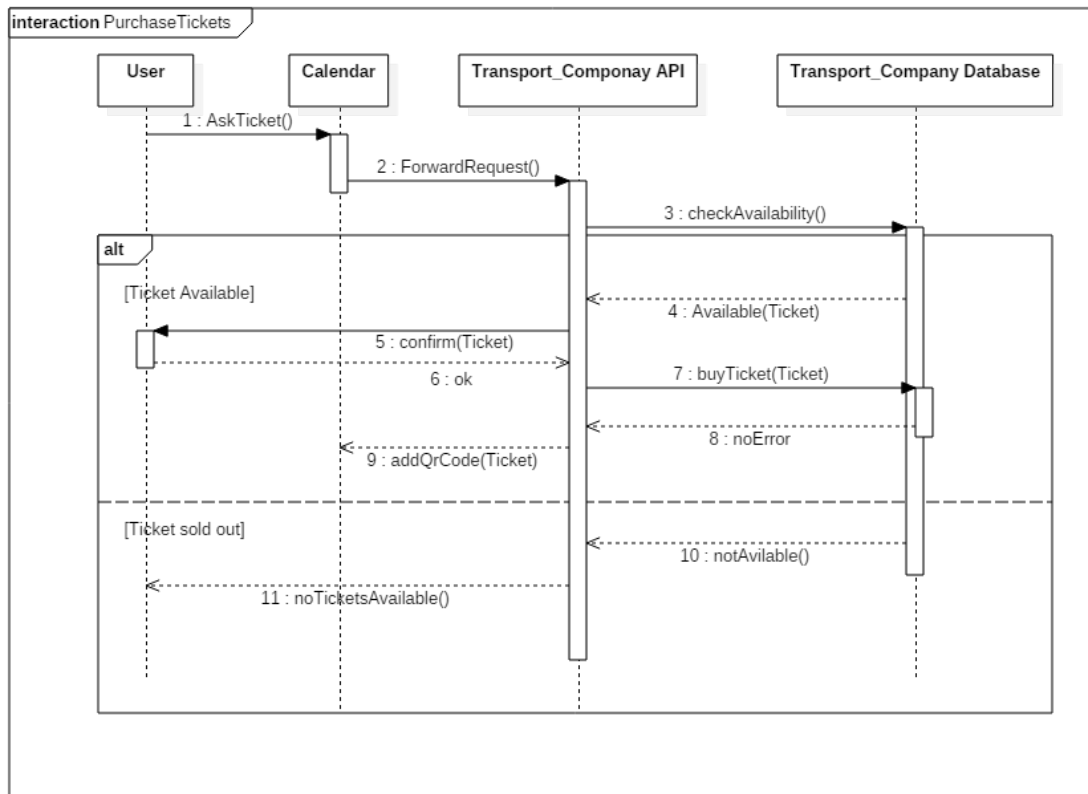 interaction PurchaseTickets
User
Calendar
Transport_Componay API
Transport_Company Database
1 : AskTicket()
2 : ForwardRequest()
3 : checkAvailability()
alt
[Ticket Available]
4 : Available(Ticket)
5 : confirm(Ticket)
6 : ok
7 : buyTicket(Ticket)
8 : noError
9 : addQrCode(Ticket)
[Ticket sold out]
10 : notAvilable()
11 : noTicketsAvailable()